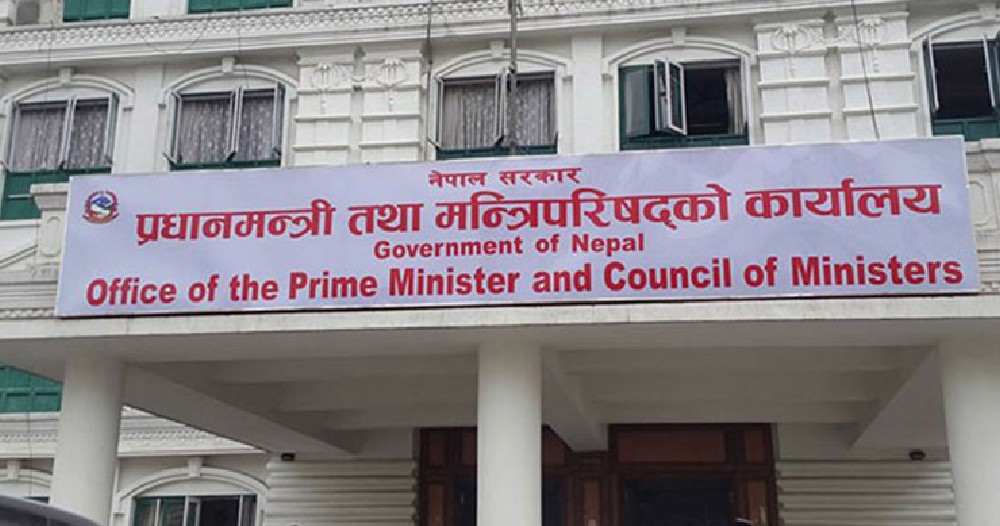 नेपाल सरकार
प्रधानमन्त्री तथा मन्त्रिपरिषद्को कार्यालय
Government of Nepal
Office of the Prime Minister and Council of Ministers